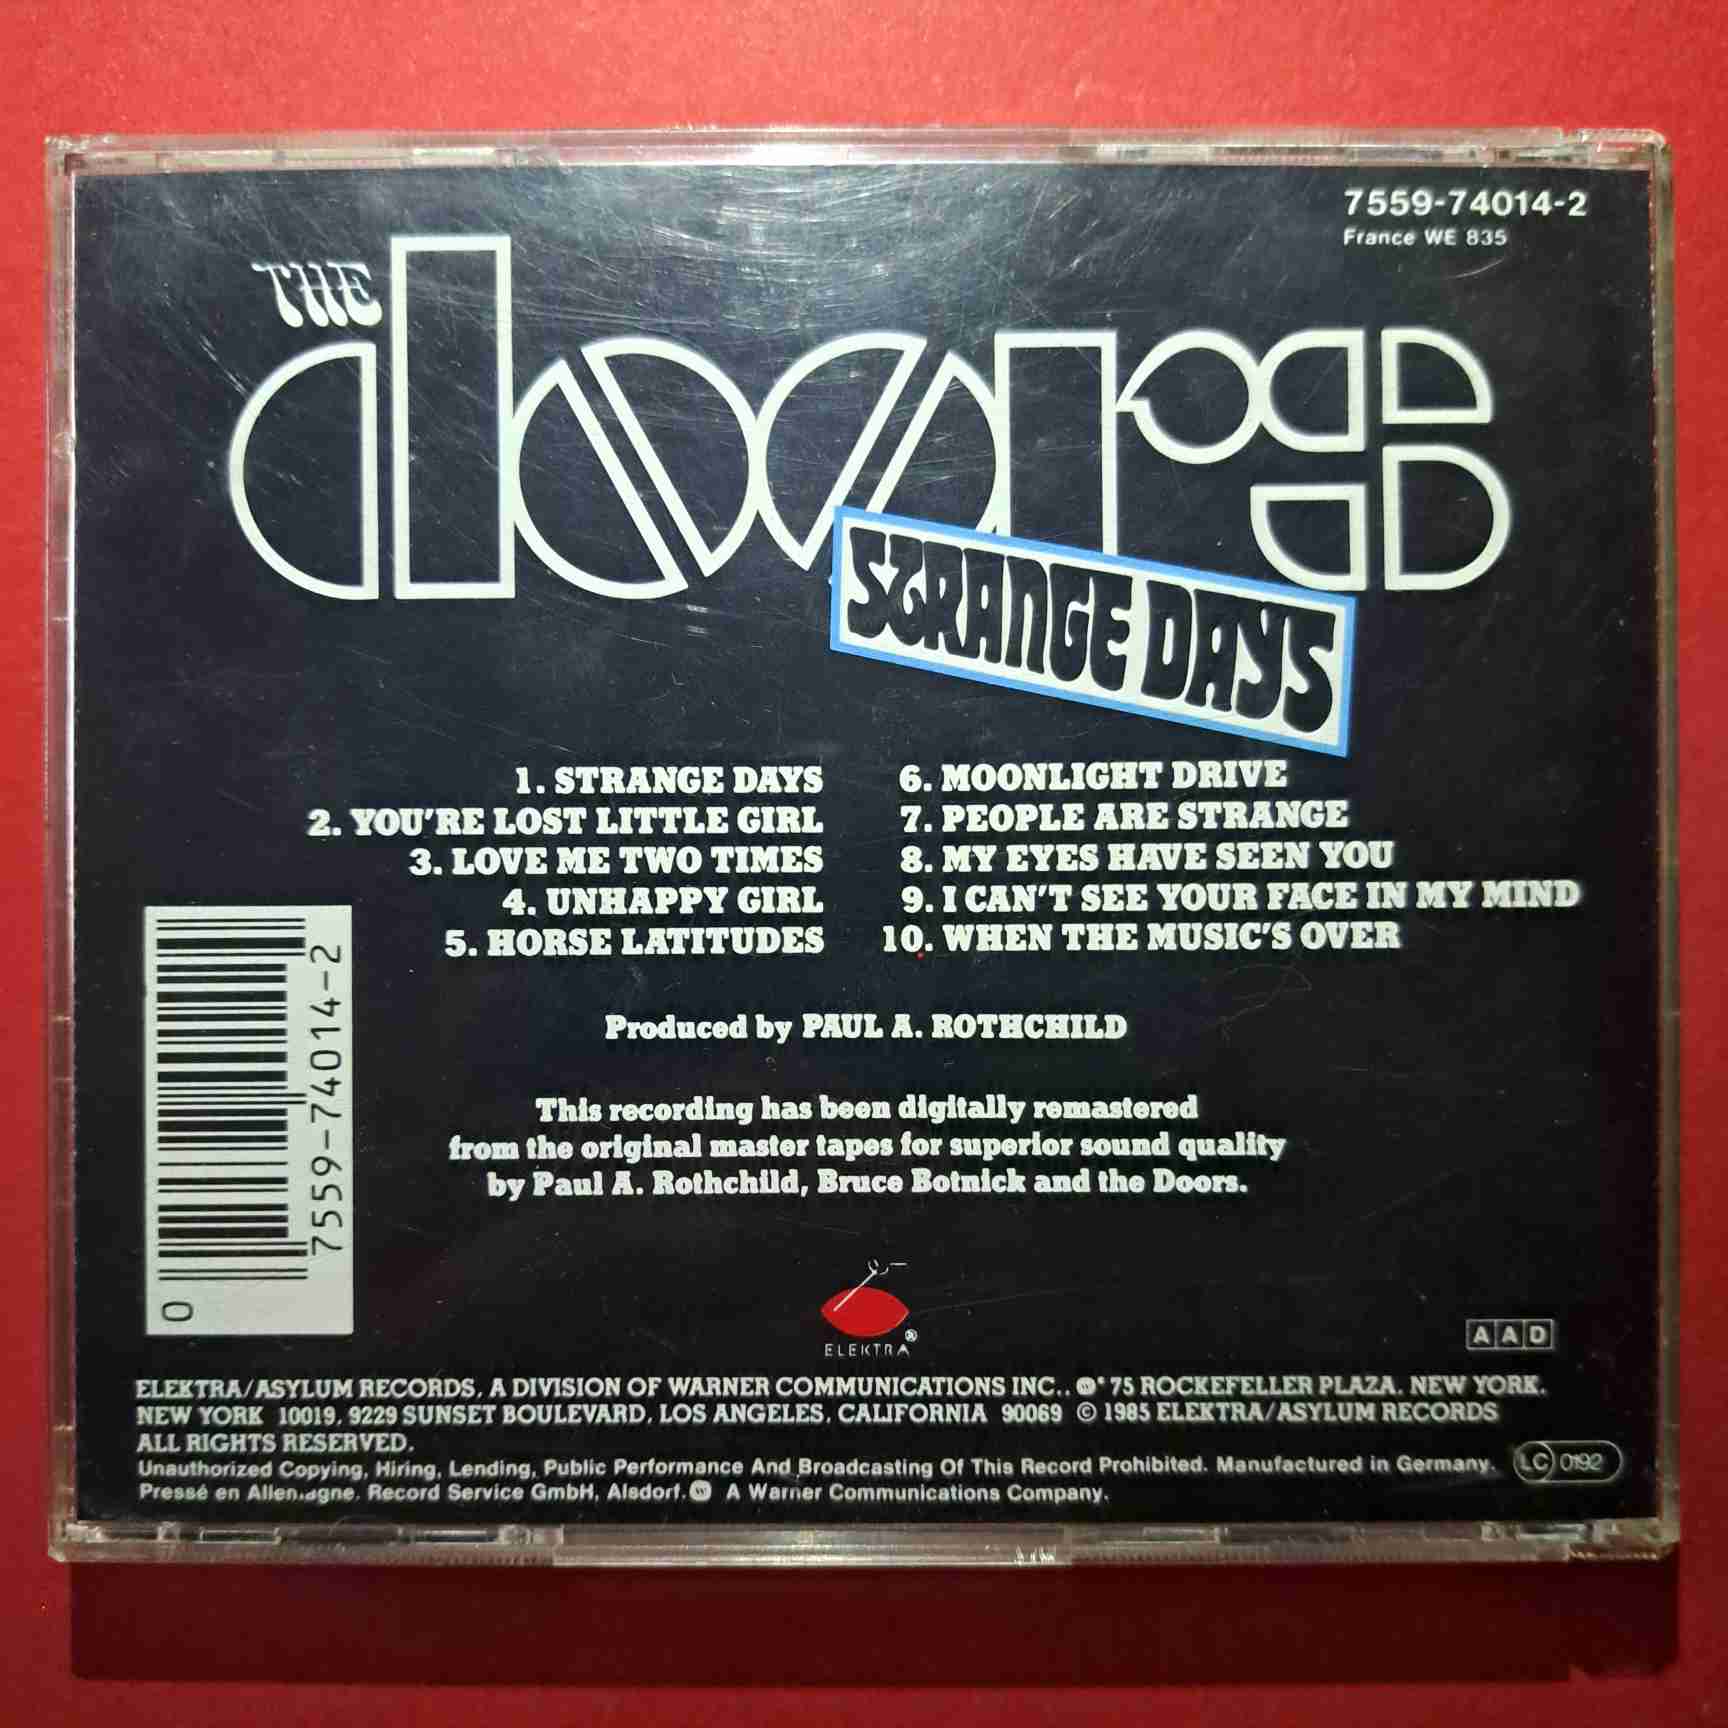 7559-74014-2
France WE 835
THE
doors
STRANGE DAYS
1. STRANGE DAYS
2. YOU'RE LOST LITTLE GIRL
3. LOVE ME TWO TIMES
4. UNHAPPY GIRL
5. HORSE LATITUDES
6. MOONLIGHT DRIVE
7. PEOPLE ARE STRANGE
8. MY EYES HAVE SEEN YOU
9. I CAN'T SEE YOUR FACE IN MY MIND
10. WHEN THE MUSIC'S OVER
0
7559-74014-2
Produced by PAUL A. ROTHCHILD
This recording has been digitally remastered
from the original master tapes for superior sound quality
by Paul A. Rothchild, Bruce Botnick and the Doors.
ELEKTRA®
AAD
ELEKTRA/ASYLUM RECORDS, A DIVISION OF WARNER COMMUNICATIONS INC., 75 ROCKEFELLER PLAZA, NEW YORK,
NEW YORK 10019, 9229 SUNSET BOULEVARD, LOS ANGELES, CALIFORNIA 90069 © 1985 ELEKTRA/ASYLUM RECORDS
ALL RIGHTS RESERVED.
Unauthorized Copying, Hiring, Lending, Public Performance And Broadcasting Of This Record Prohibited. Manufactured in Germany.
Pressé en Allemagne. Record Service GmbH, Alsdorf. A Warner Communications Company.
LC 0192